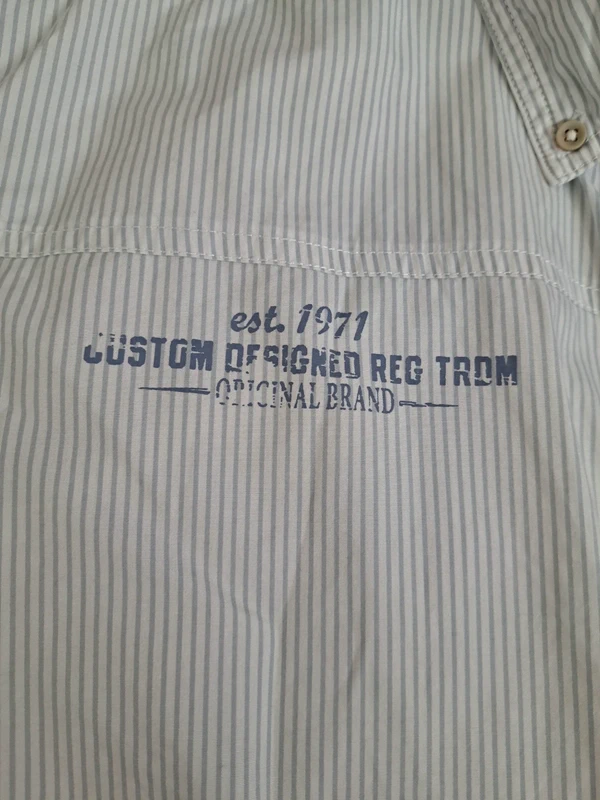 est. 1971
CUSTOM DESIGNED REG TRDM
ORIGINAL BRAND